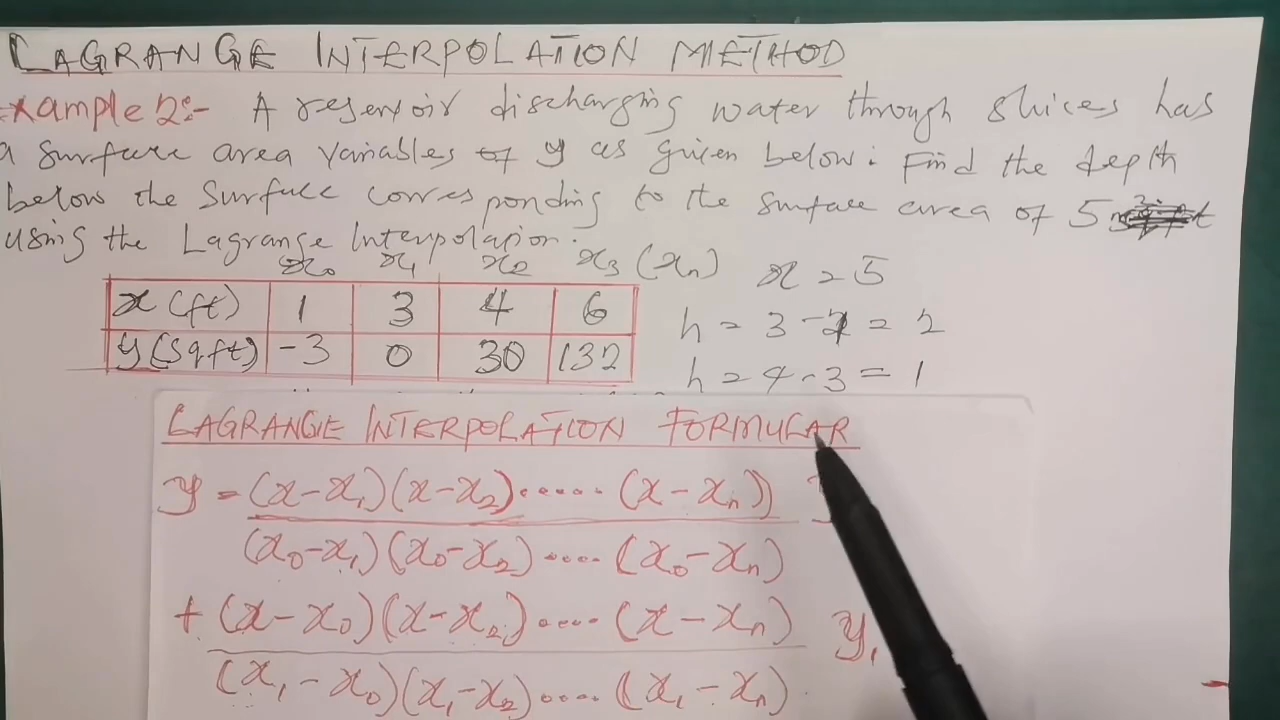 LAGRANGE INTERPOLATION METHOD
Example 2:- A reservoir discharging water through sluices has
a surface area variables of y as given below: Find the depth
below the surface corresponding to the surface area of 5
using the Lagrange Interpolation.
x₀ x₁ x₂ x₃ (xₙ) x = 5
x (ft) 1 3 4 6 h = 3 - 1 = 2
y (sqft) -3 0 30 132 h = 4 - 3 = 1
LAGRANGE INTERPOLATION FORMULAR
y = (x-x₁)(x-x₂).....(x-xₙ))
(x₀-x₁)(x₀-x₂)....(x₀-xₙ)
+ (x-x₀)(x-x₂)....(x-xₙ) y₁
(x₁-x₀)(x₁-x₂)....((x₁-xₙ)